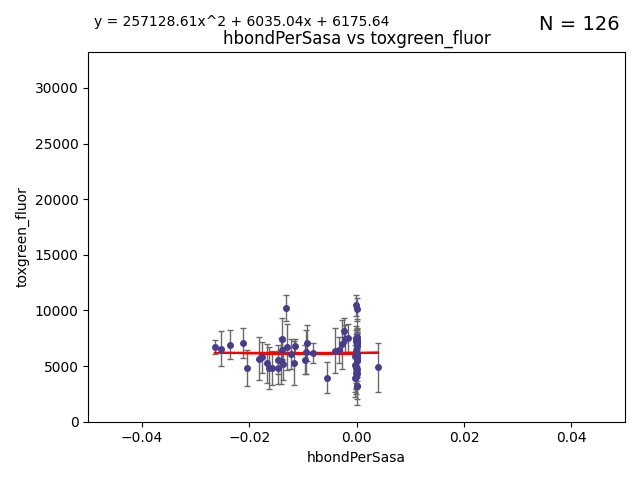 y = 257128.61x^2 + 6035.04x + 6175.64
N = 126
hbondPerSasa vs toxgreen_fluor
30000
25000
20000
15000
10000
5000
0
toxgreen_fluor
−0.04
−0.02
0.00
0.02
0.04
hbondPerSasa